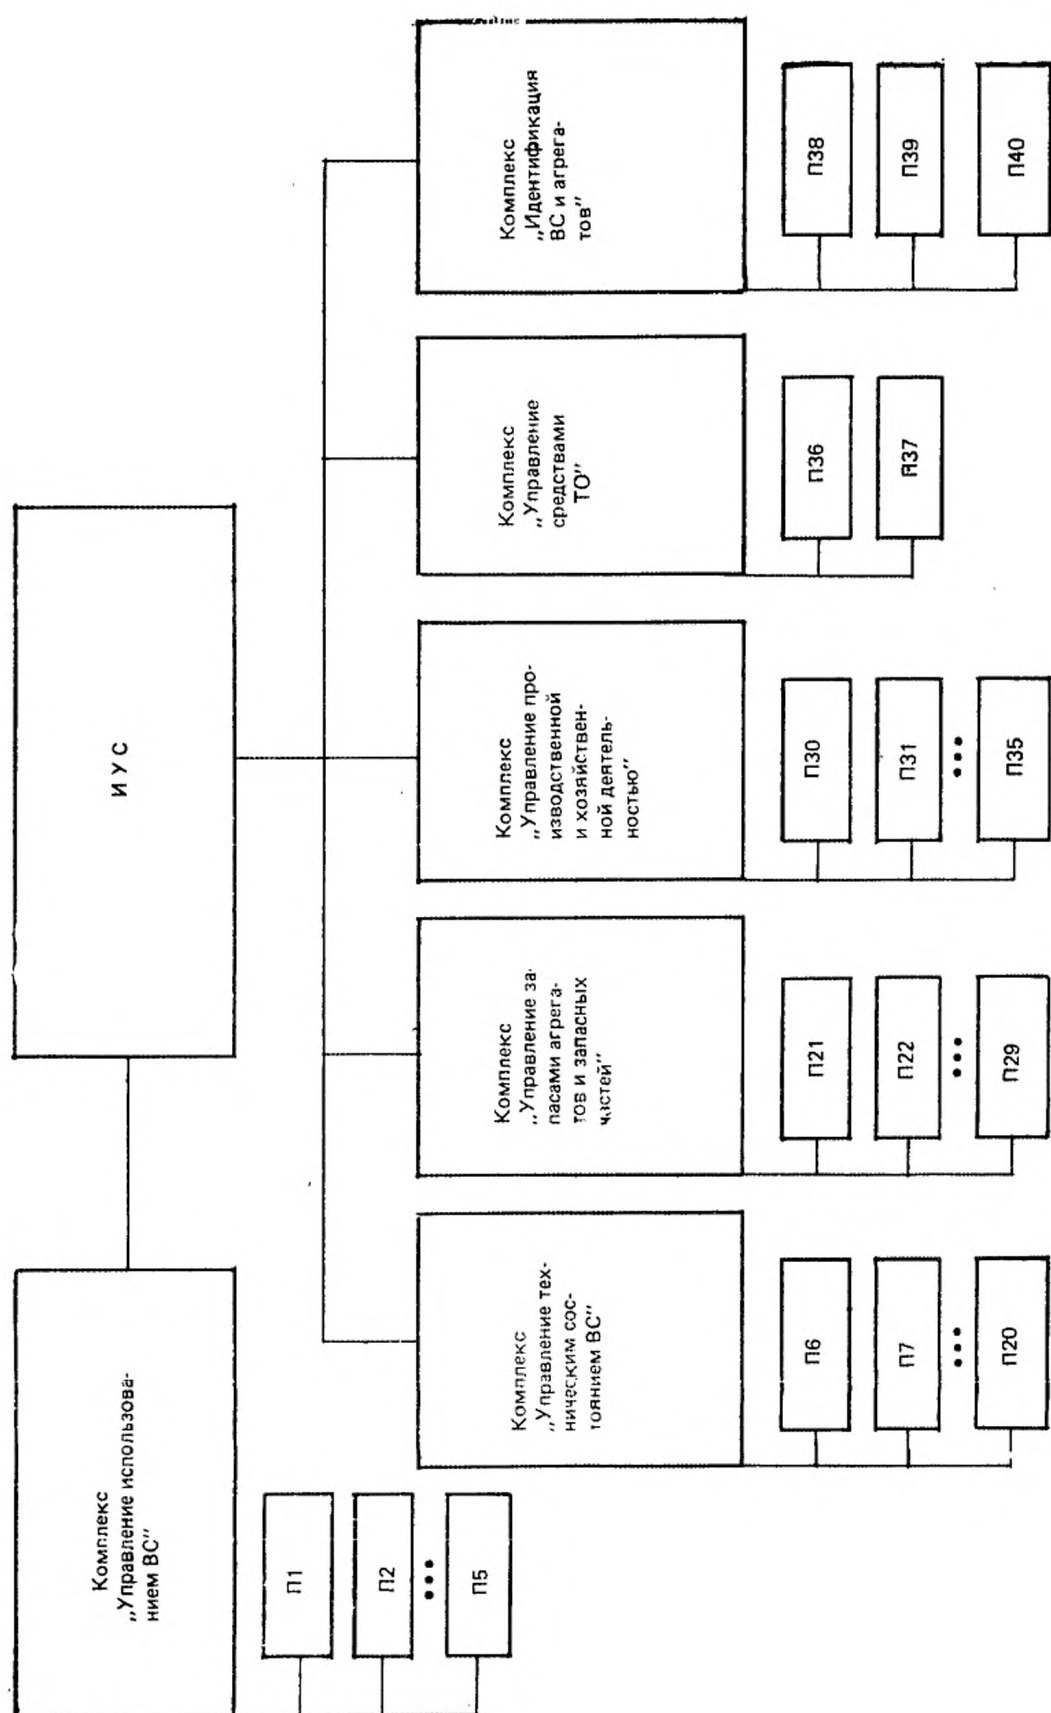 Комплекс
„Управление использова-
нием ВС"
П1
П2
•••
П5
И У С
Комплекс
„Управление тех-
ническим сос-
тоянием ВС"
П6
П7
•••
П20
Комплекс
„Управление за-
пасами агрега-
тов и запасных
частей"
П21
П22
•••
П29
Комплекс
„Управление про-
изводственной
и хозяйствен-
ной деятель-
ностью"
П30
П31
•••
П35
Комплекс
„Управление
средствами
ТО"
П36
П37
Комплекс
„Идентификация
ВС и агрега-
тов"
П38
П39
П40